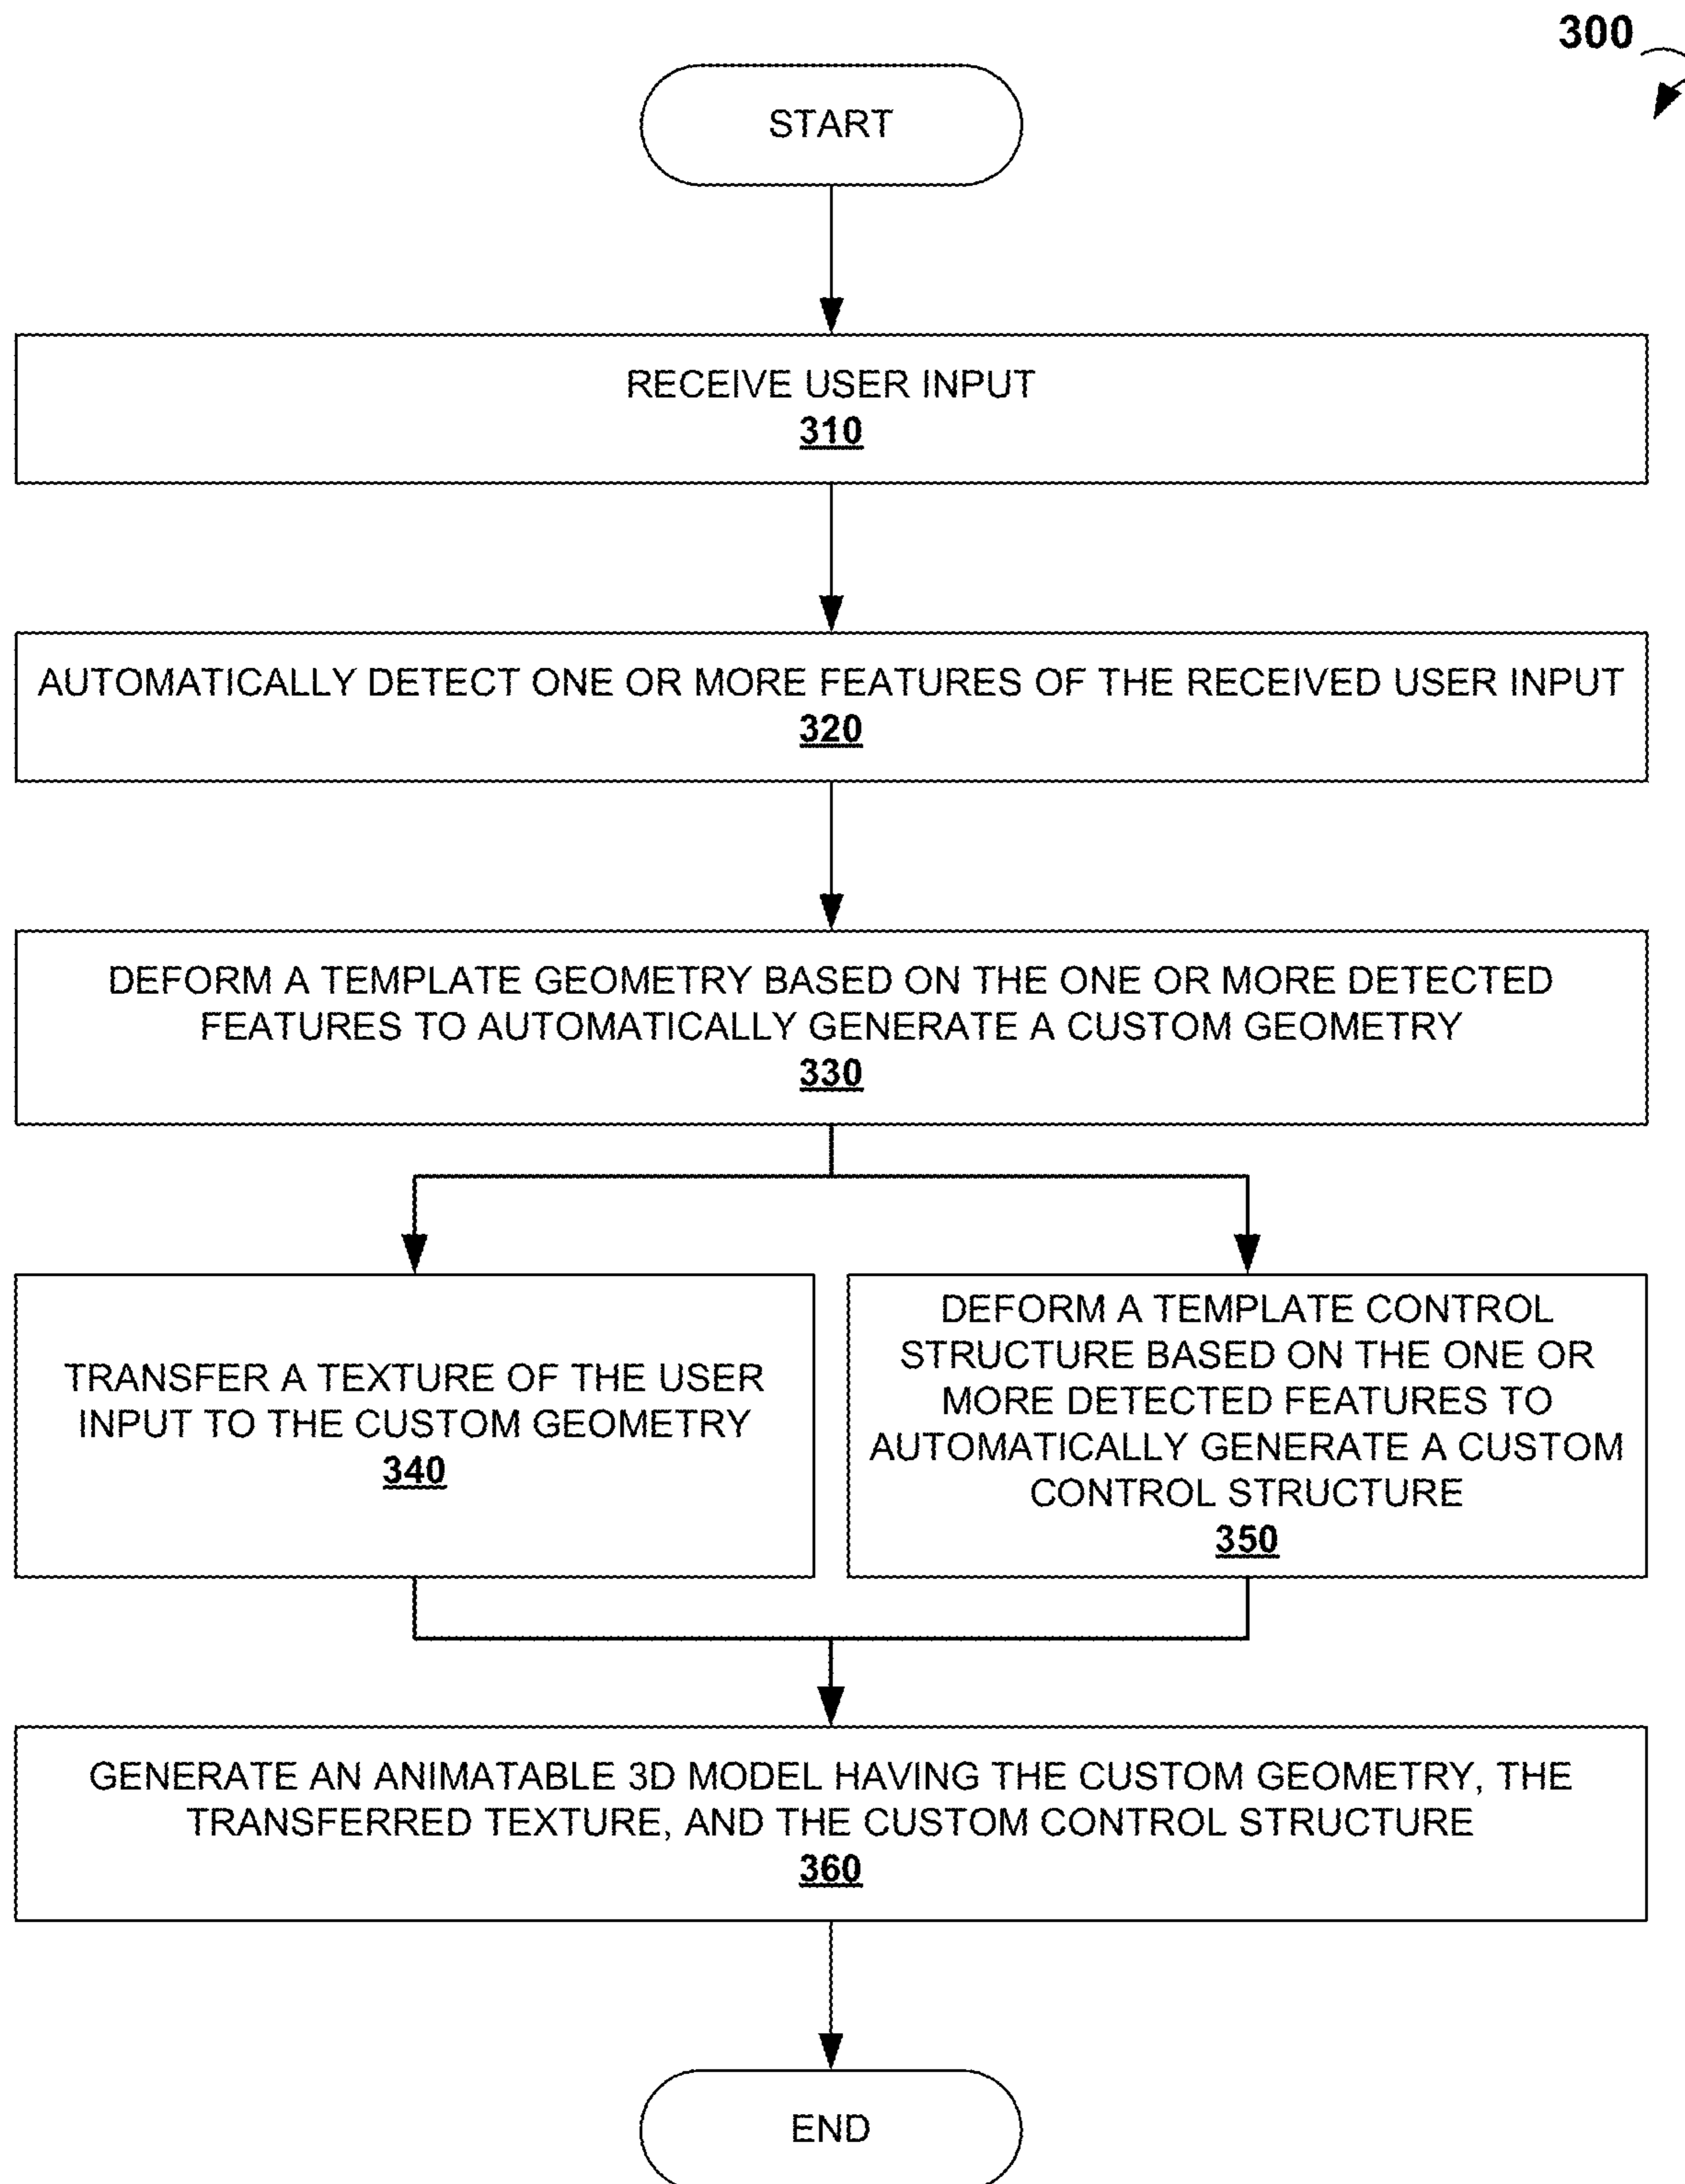 300
START
RECEIVE USER INPUT
310
AUTOMATICALLY DETECT ONE OR MORE FEATURES OF THE RECEIVED USER INPUT
320
DEFORM A TEMPLATE GEOMETRY BASED ON THE ONE OR MORE DETECTED
FEATURES TO AUTOMATICALLY GENERATE A CUSTOM GEOMETRY
330
TRANSFER A TEXTURE OF THE USER
INPUT TO THE CUSTOM GEOMETRY
340
DEFORM A TEMPLATE CONTROL
STRUCTURE BASED ON THE ONE OR
MORE DETECTED FEATURES TO
AUTOMATICALLY GENERATE A CUSTOM
CONTROL STRUCTURE
350
GENERATE AN ANIMATABLE 3D MODEL HAVING THE CUSTOM GEOMETRY, THE
TRANSFERRED TEXTURE, AND THE CUSTOM CONTROL STRUCTURE
360
END